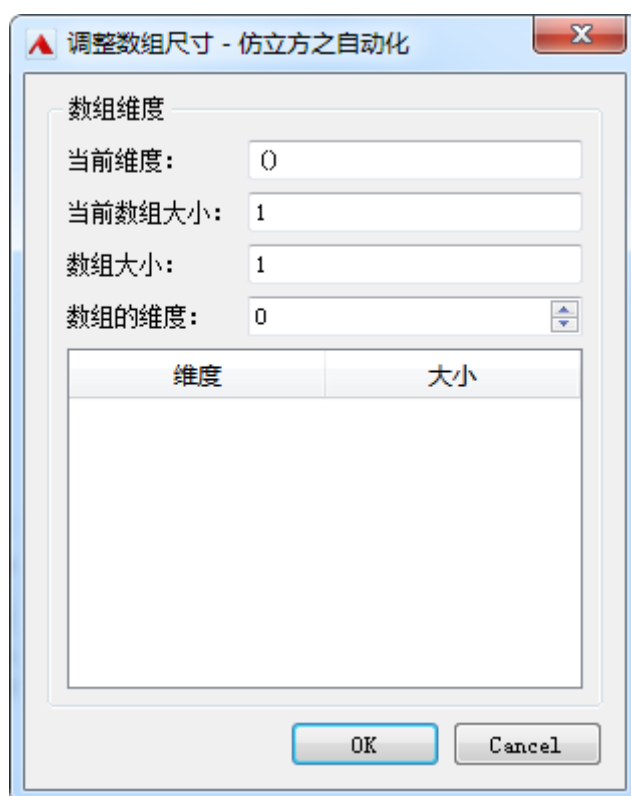 调整数组尺寸 - 仿立方之自动化
数组维度
当前维度: ()
当前数组大小: 1
数组大小: 1
数组的维度: 0
维度 大小
OK Cancel